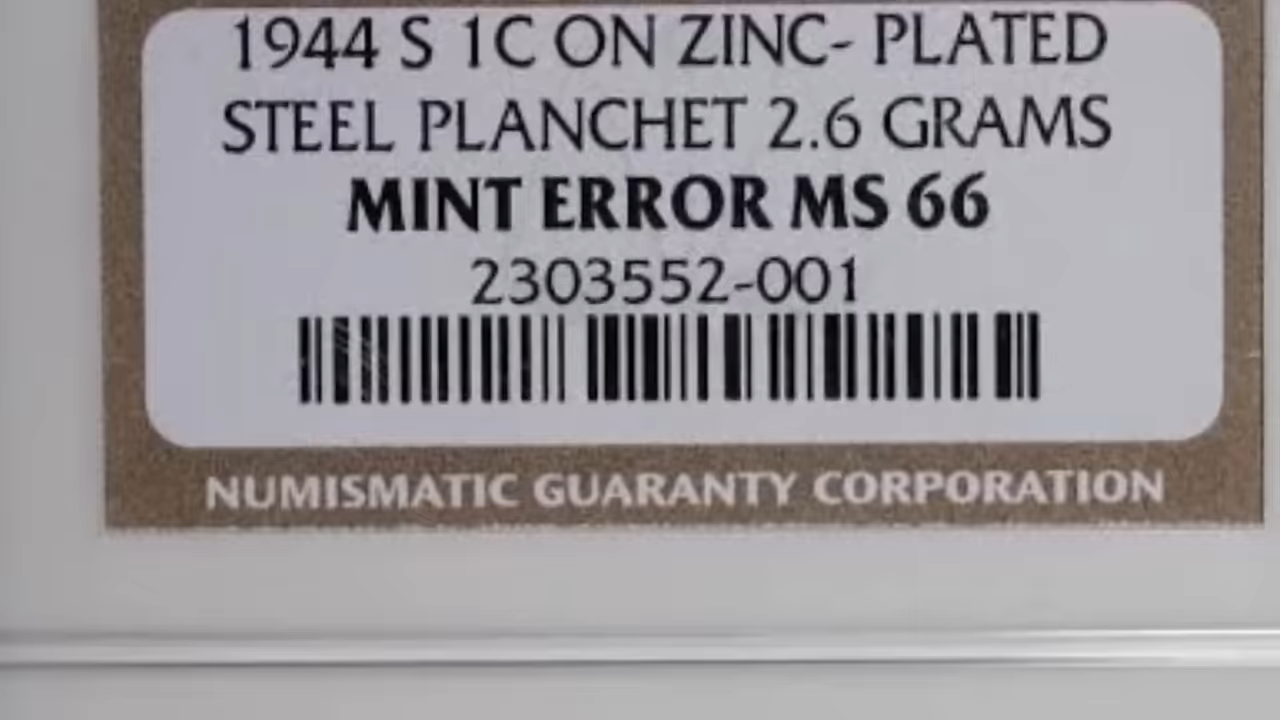 1944 S 1C ON ZINC- PLATED
STEEL PLANCHET 2.6 GRAMS
MINT ERROR MS 66
2303552-001
NUMISMATIC GUARANTY CORPORATION